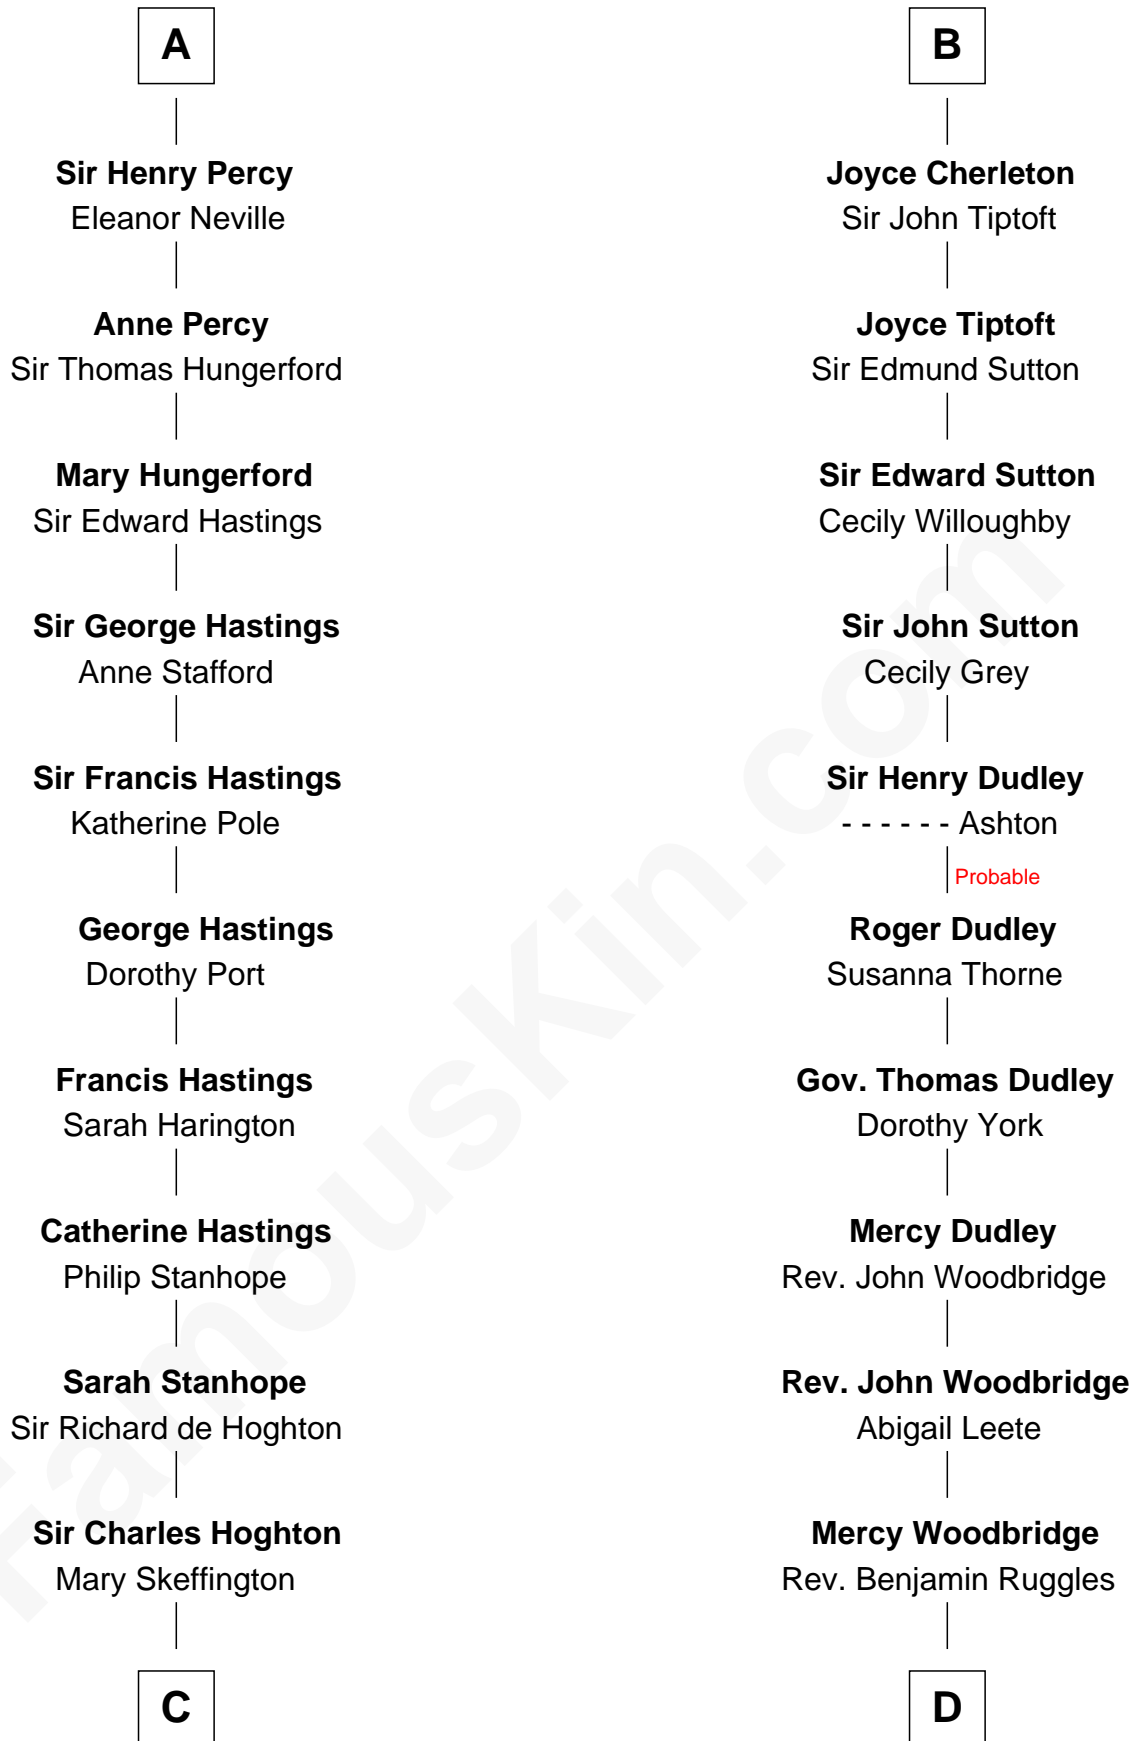 A
Sir Henry Percy
Eleanor Neville
Anne Percy
Sir Thomas Hungerford
Mary Hungerford
Sir Edward Hastings
Sir George Hastings
Anne Stafford
Sir Francis Hastings
Katherine Pole
George Hastings
Dorothy Port
Francis Hastings
Sarah Harington
Catherine Hastings
Philip Stanhope
Sarah Stanhope
Sir Richard de Hoghton
Sir Charles Hoghton
Mary Skeffington
C
B
Joyce Cherleton
Sir John Tiptoft
Joyce Tiptoft
Sir Edmund Sutton
Sir Edward Sutton
Cecily Willoughby
Sir John Sutton
Cecily Grey
Sir Henry Dudley
- - - - - - Ashton
Probable
Roger Dudley
Susanna Thorne
Gov. Thomas Dudley
Dorothy York
Mercy Dudley
Rev. John Woodbridge
Rev. John Woodbridge
Abigail Leete
Mercy Woodbridge
Rev. Benjamin Ruggles
D
FamousKin.com